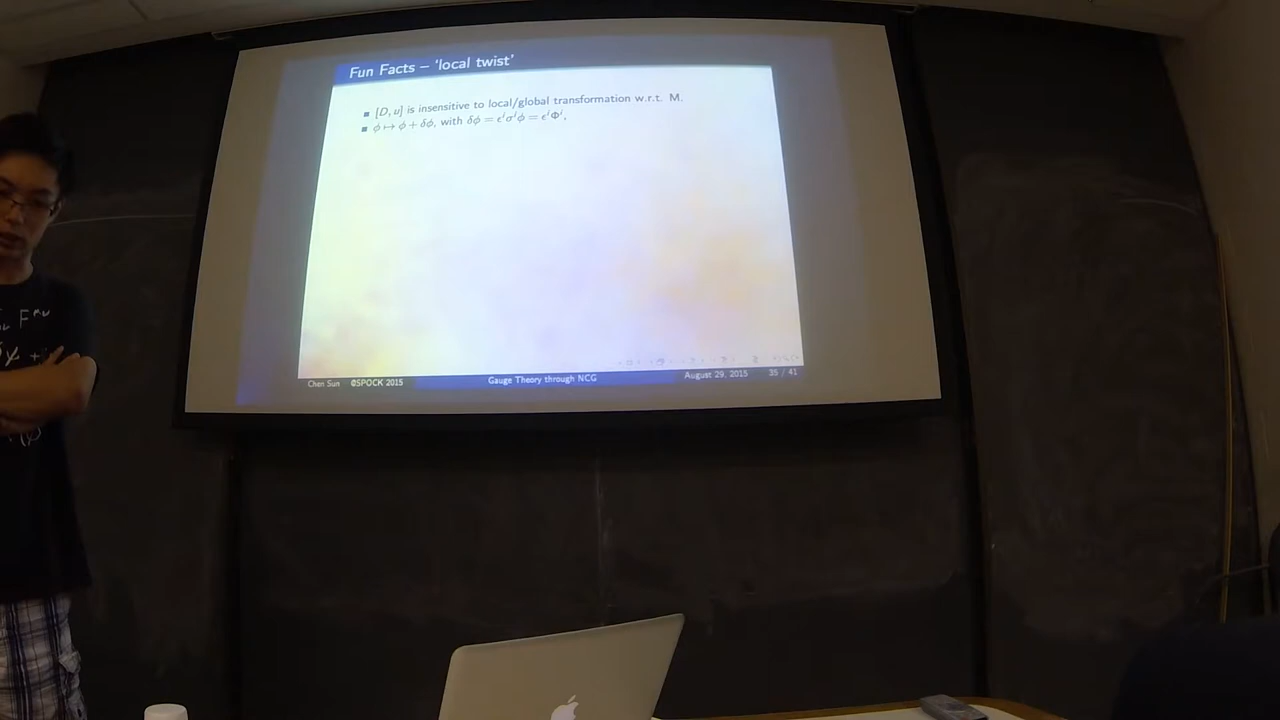 Fun Facts – 'local twist'
[D, u] is insensitive to local/global transformation w.r.t. M.
ϕ ↦ ϕ + δϕ, with δϕ = ϵⁱσⁱϕ = ϵⁱΦⁱ,
Chen Sun @SPOCK 2015 Gauge Theory through NCG August 29, 2015 35 / 41